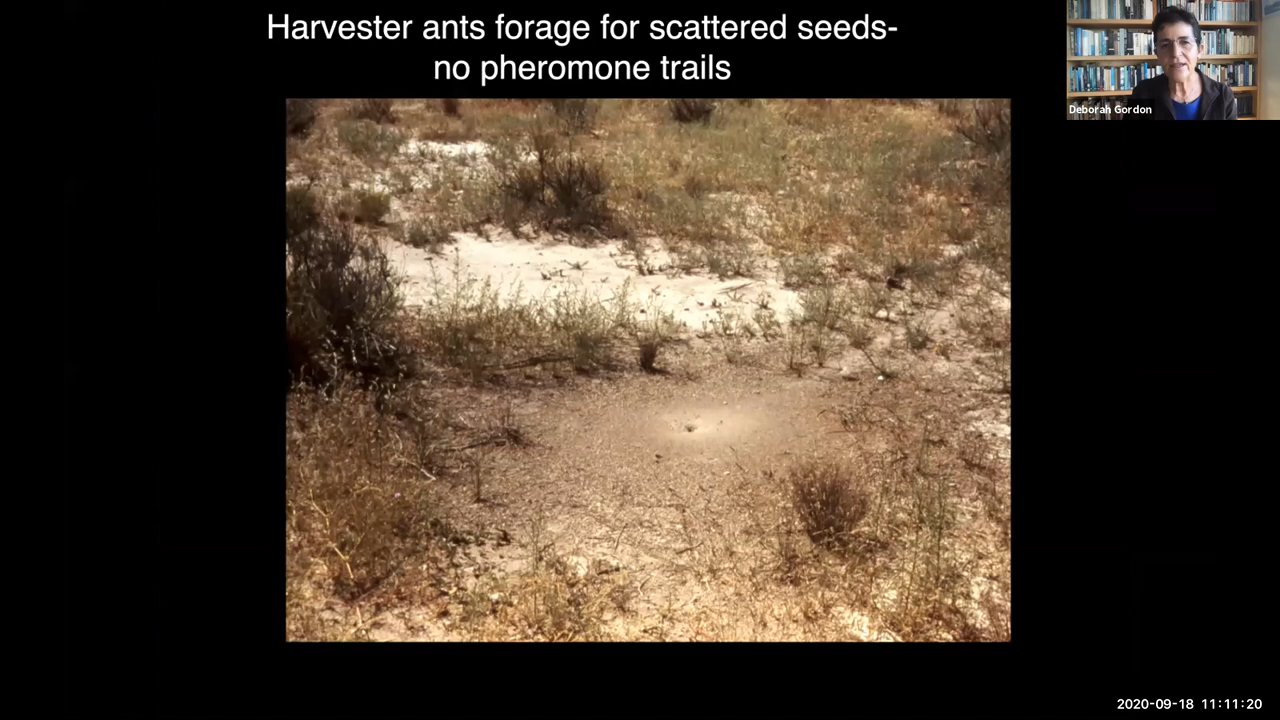 Harvester ants forage for scattered seeds-
no pheromone trails
Deborah Gordon
2020-09-18 11:11:20